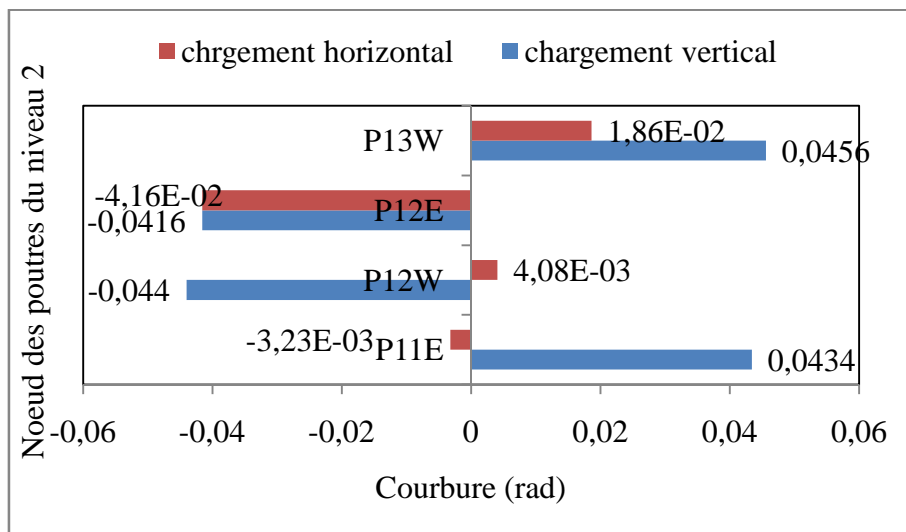 chrgement horizontal
chargement vertical
Noeud des poutres du niveau 2
P13W
1,86E-02
0,0456
-4,16E-02
P12E
-0,0416
4,08E-03
P12W
-0,044
-3,23E-03
P11E
0,0434
-0,06 -0,04 -0,02 0 0,02 0,04 0,06
Courbure (rad)